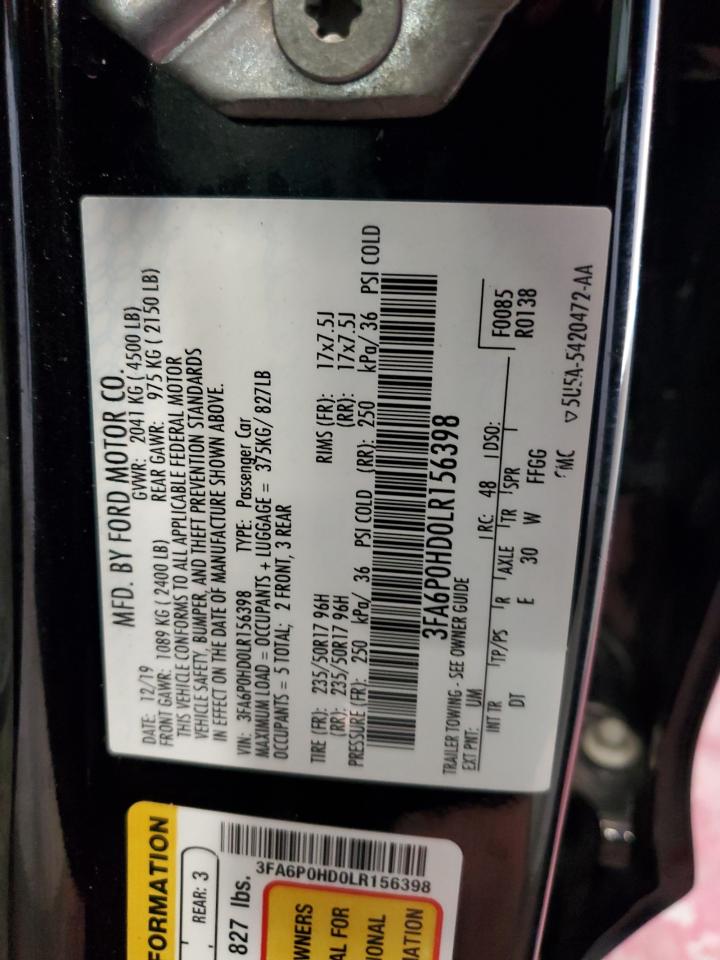 MFD. BY FORD MOTOR CO.
DATE: 12/19 GVWR: 2041 KG ( 4500 LB)
FRONT GAWR: 1089 KG ( 2400 LB) REAR GAWR: 975 KG ( 2150 LB)
THIS VEHICLE CONFORMS TO ALL APPLICABLE FEDERAL MOTOR
VEHICLE SAFETY, BUMPER, AND THEFT PREVENTION STANDARDS
IN EFFECT ON THE DATE OF MANUFACTURE SHOWN ABOVE.
VIN: 3FA6P0HD0LR156398 TYPE: Passenger Car
MAXIMUM LOAD = OCCUPANTS + LUGGAGE = 375KG/ 827LB
OCCUPANTS = 5 TOTAL; 2 FRONT, 3 REAR
TIRE (FR): 235/50R17 96H RIMS (FR): 17x7.5J
(RR): 235/50R17 96H (RR): 17x7.5J
PRESSURE (FR): 250 kPa/ 36 PSI COLD (RR): 250 kPa/ 36 PSI COLD
3FA6P0HD0LR156398
TRAILER TOWING - SEE OWNER GUIDE
EXT PNT: UM RC: 48 DSO: F0085
R0138
INT TR TP/PS R AXLE TR SPR
DT E 30 W FFGG
5U5A-5420472-AA
FORMATION
REAR: 3
827 lbs.
3FA6P0HD0LR156398
WNERS
AL FOR
IONAL
MATION